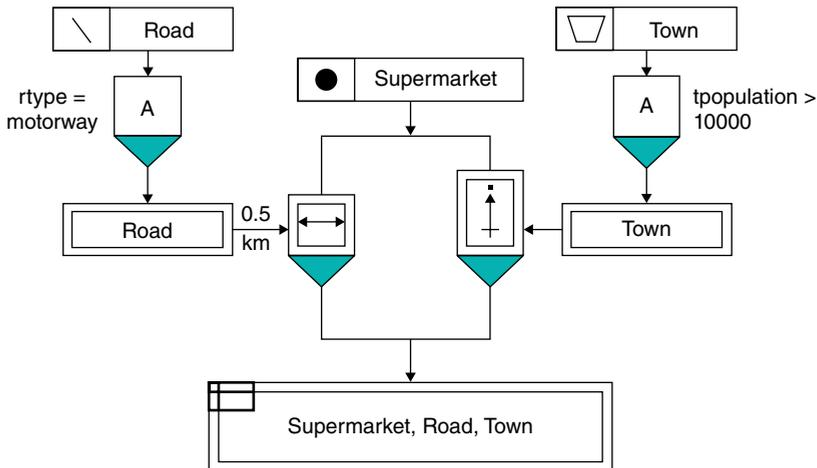 Road
Town
Supermarket
rtype =
motorway
A
A
tpopulation >
10000
Road
0.5
km
Town
Supermarket, Road, Town